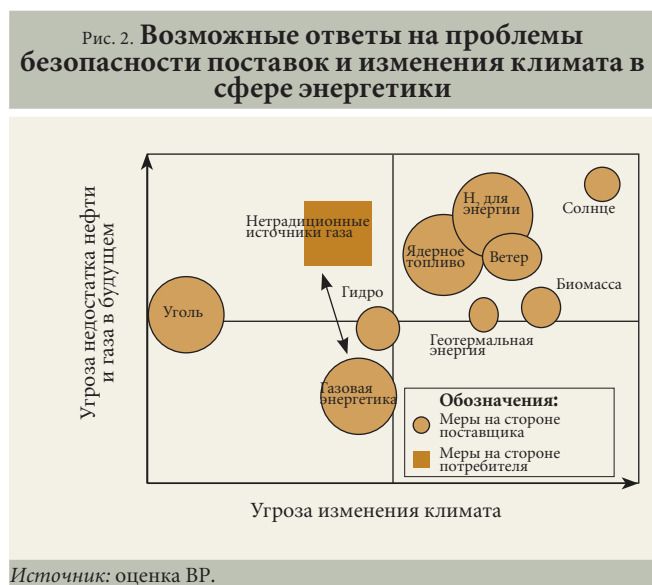 Рис. 2. Возможные ответы на проблемы
безопасности поставок и изменения климата в
сфере энергетики
Угроза недостатка нефти
и газа в будущем
Нетрадиционные
источники газа
H₂ для
энергии
Солнце
Ядерное
топливо
Ветер
Уголь
Гидро
Биомасса
Геотермальная
энергия
Газовая
энергетика
Обозначения:
Меры на стороне
поставщика
Меры на стороне
потребителя
Угроза изменения климата
Источник: оценка BP.